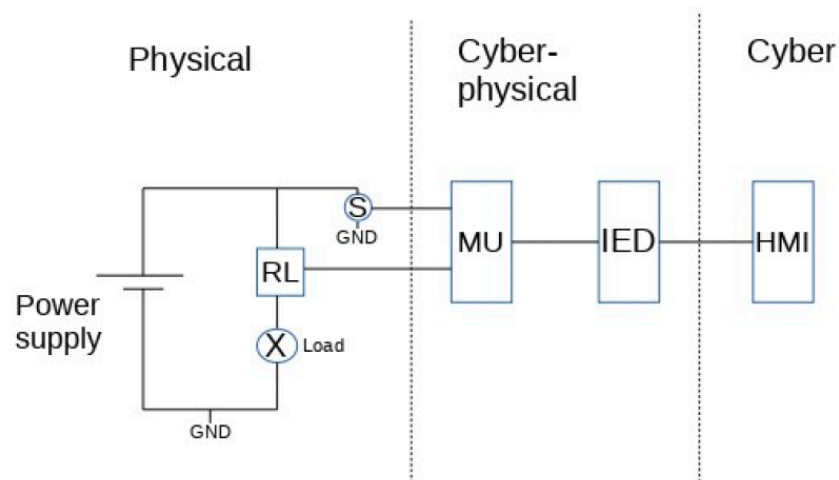 Physical
Cyber-
physical
Cyber
S
GND
MU
IED
HMI
RL
Power
supply
X
Load
GND